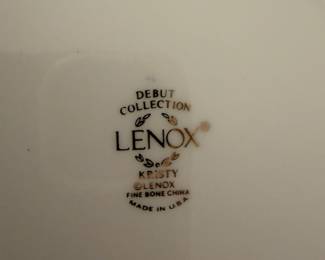 DEBUT
COLLECTION
LENOX®
KRISTY
©LENOX
FINE BONE CHINA
MADE IN U.S.A.